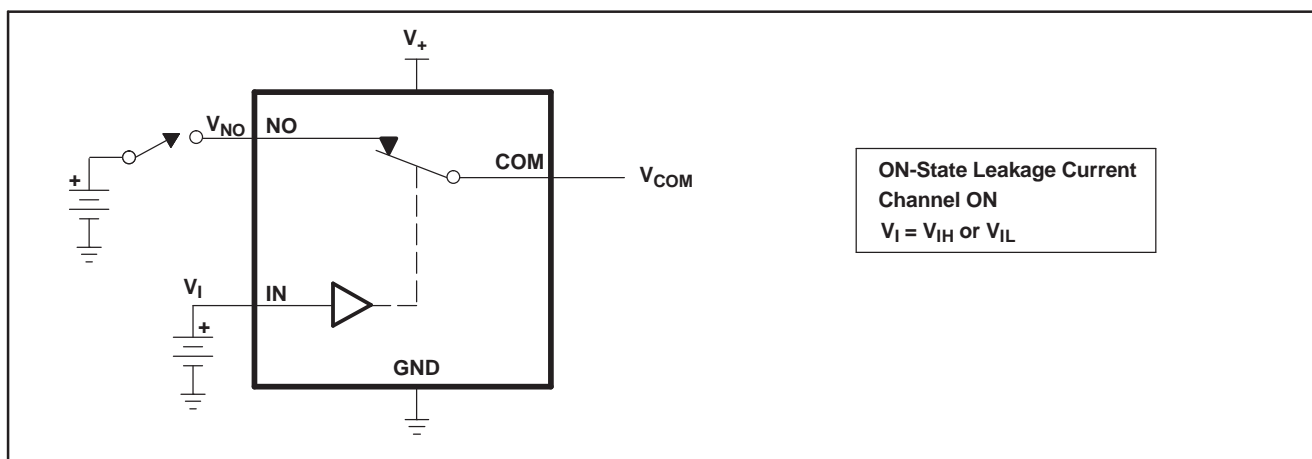 V+
VNO NO
+
COM
VCOM
VI IN
+
GND
ON-State Leakage Current
Channel ON
VI = VIH or VIL